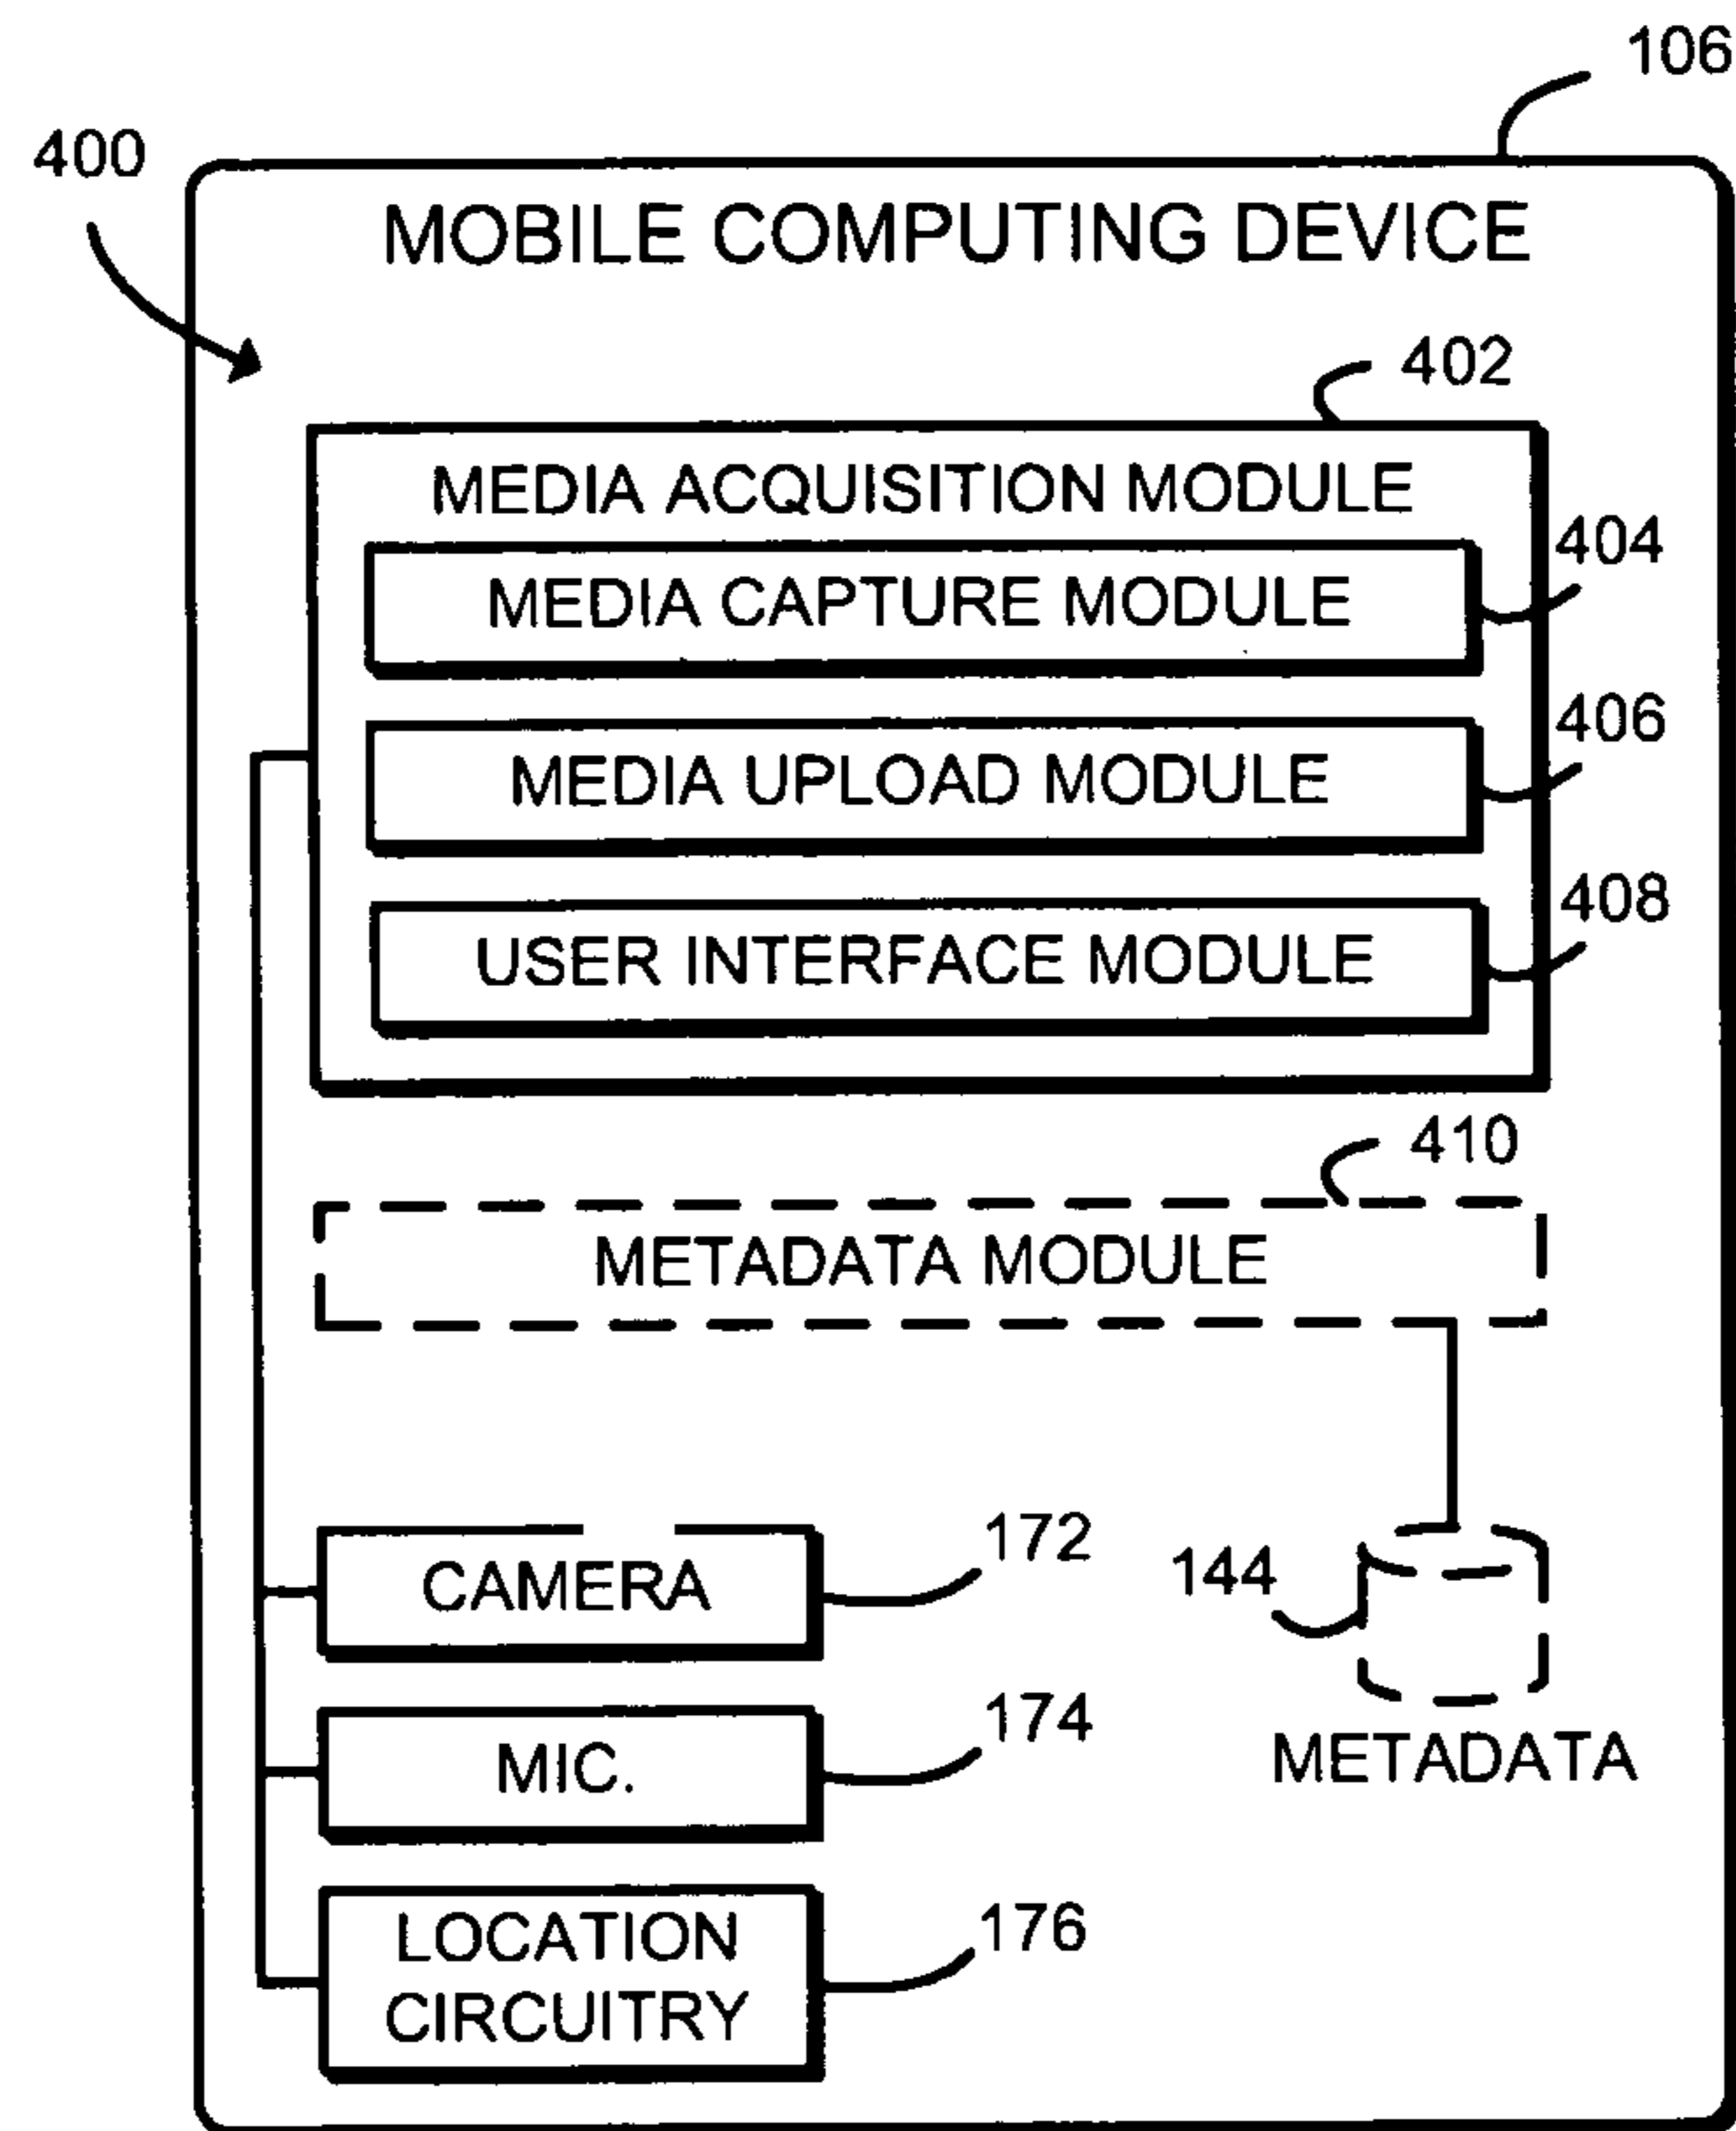 106
400
MOBILE COMPUTING DEVICE
402
MEDIA ACQUISITION MODULE
404
MEDIA CAPTURE MODULE
406
MEDIA UPLOAD MODULE
408
USER INTERFACE MODULE
410
METADATA MODULE
CAMERA
172
144
MIC.
174
METADATA
LOCATION
CIRCUITRY
176